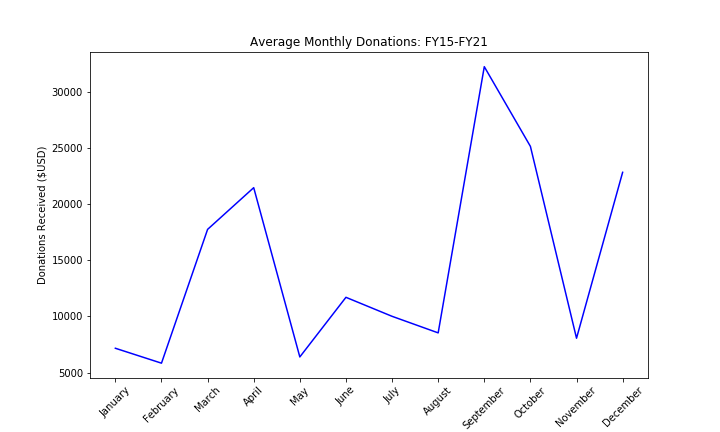 Average Monthly Donations: FY15-FY21
Donations Received ($USD)
30000
25000
20000
15000
10000
5000
January
February
March
April
May
June
July
August
September
October
November
December